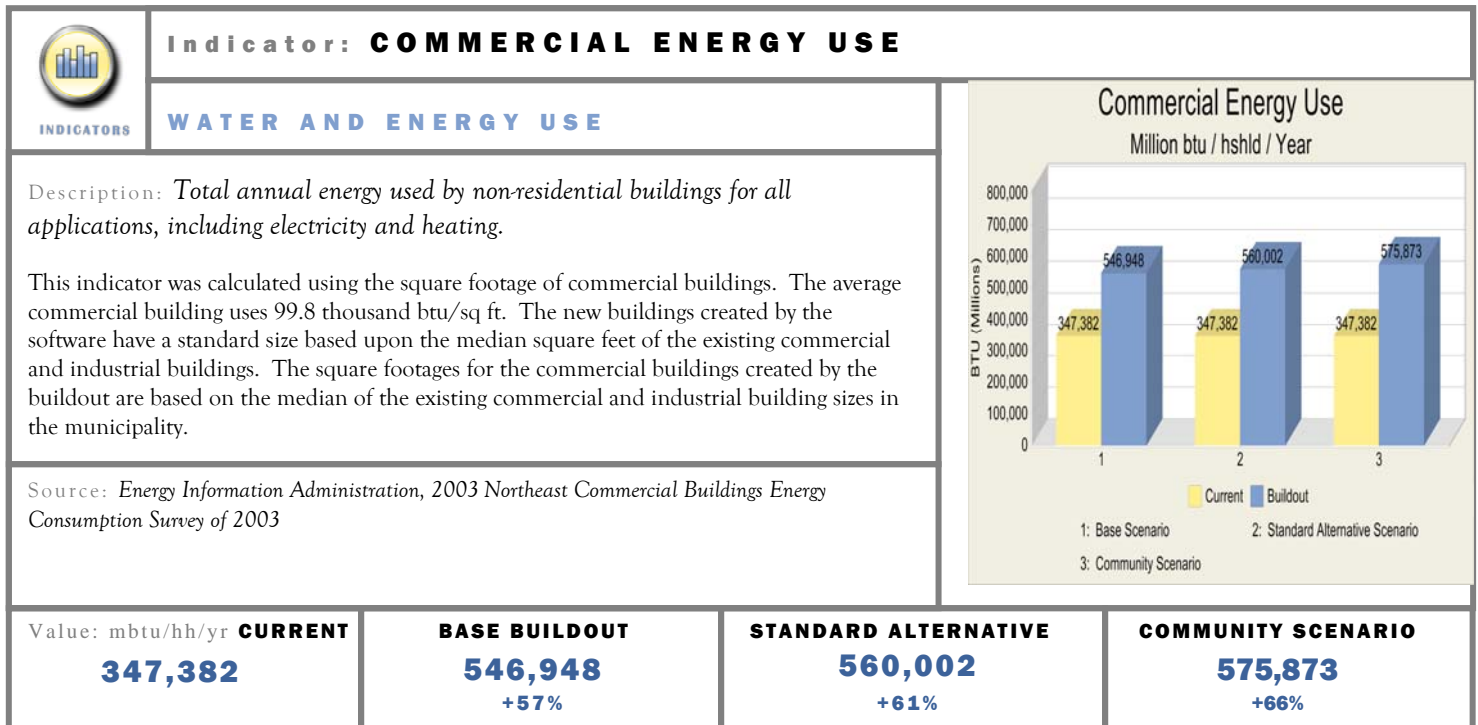 INDICATORS
Indicator: COMMERCIAL ENERGY USE
WATER AND ENERGY USE
Description: Total annual energy used by non-residential buildings for all
applications, including electricity and heating.
This indicator was calculated using the square footage of commercial buildings.  The average
commercial building uses 99.8 thousand btu/sq ft.  The new buildings created by the
software have a standard size based upon the median square feet of the existing commercial
and industrial buildings.  The square footages for the commercial buildings created by the
buildout are based on the median of the existing commercial and industrial building sizes in
the municipality.
Source: Energy Information Administration, 2003 Northeast Commercial Buildings Energy
Consumption Survey of 2003
Commercial Energy Use
Million btu / hshld / Year
BTU (Millions)
800,000
700,000
600,000
500,000
400,000
300,000
200,000
100,000
0
347,382
546,948
347,382
560,002
347,382
575,873
1
2
3
Current Buildout
1: Base Scenario 2: Standard Alternative Scenario
3: Community Scenario
Value: mbtu/hh/yr CURRENT
347,382
BASE BUILDOUT
546,948
+57%
STANDARD ALTERNATIVE
560,002
+61%
COMMUNITY SCENARIO
575,873
+66%